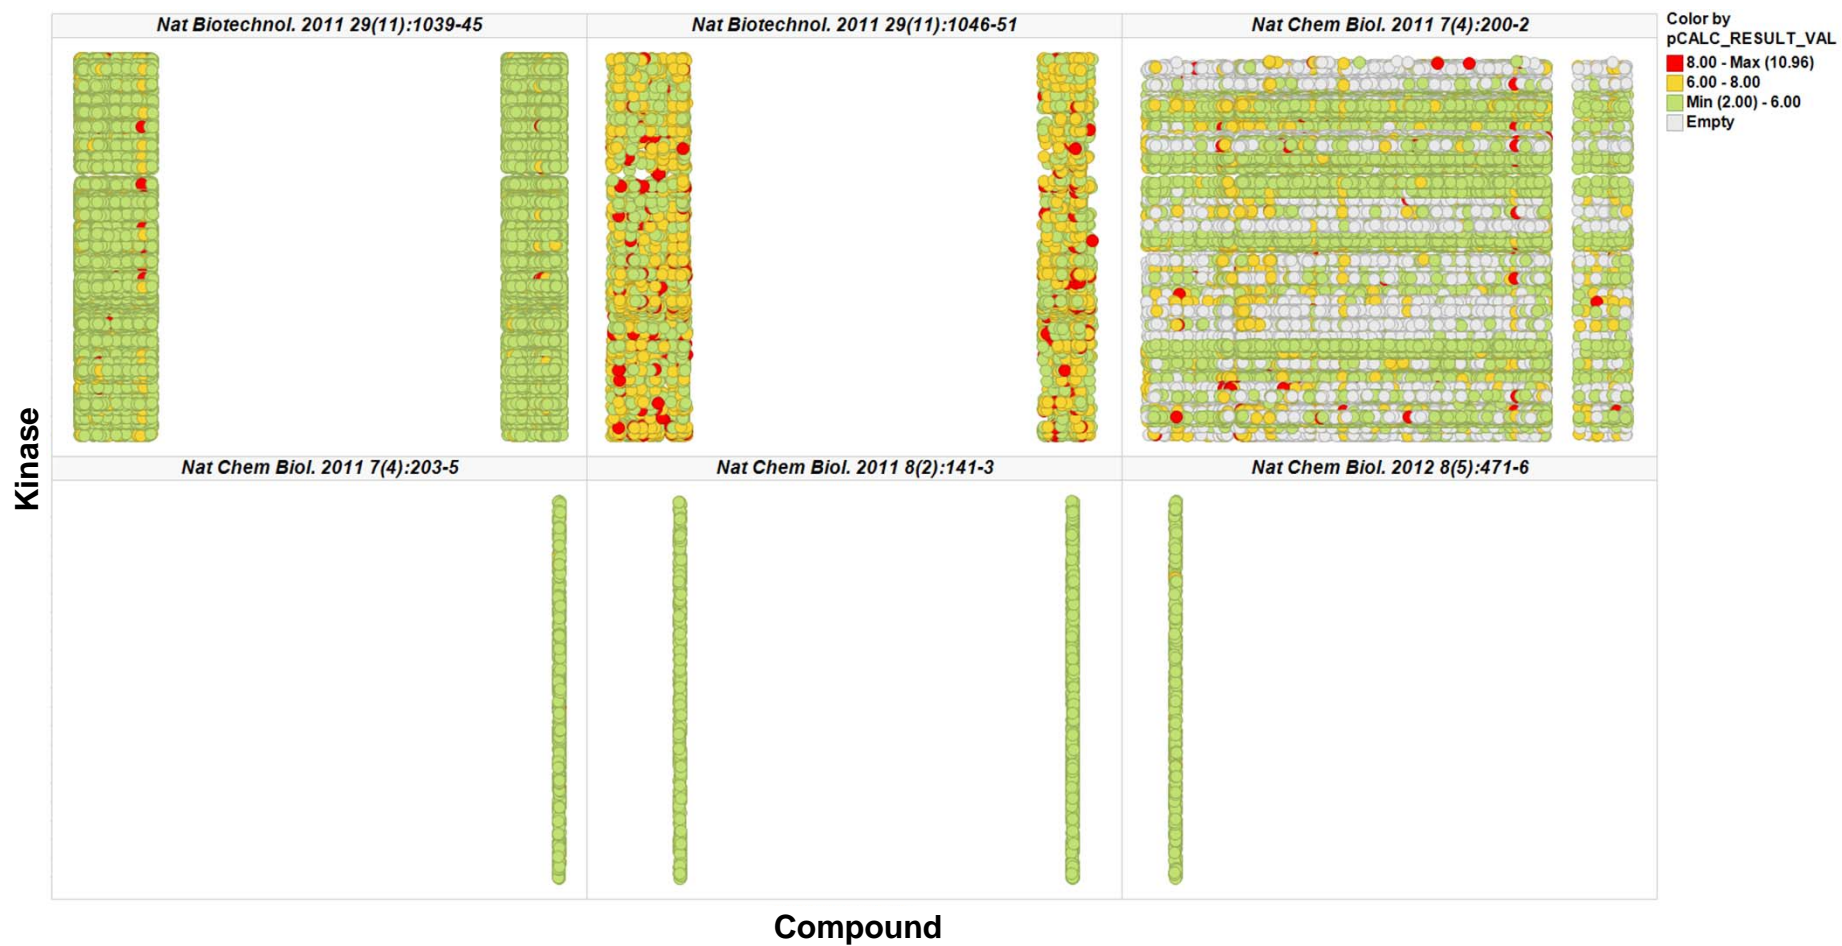 Nat Biotechnol. 2011 29(11):1039-45
Nat Biotechnol. 2011 29(11):1046-51
Nat Chem Biol. 2011 7(4):200-2
Color by
pCALC_RESULT_VAL
8.00 - Max (10.96)
6.00 - 8.00
Min (2.00) - 6.00
Empty
Kinase
Nat Chem Biol. 2011 7(4):203-5
Nat Chem Biol. 2011 8(2):141-3
Nat Chem Biol. 2012 8(5):471-6
Compound